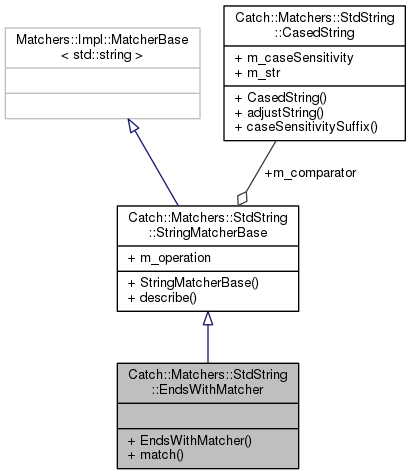 Matchers::Impl::MatcherBase
< std::string >
Catch::Matchers::StdString
::CasedString
+ m_caseSensitivity
+ m_str
+ CasedString()
+ adjustString()
+ caseSensitivitySuffix()
+m_comparator
Catch::Matchers::StdString
::StringMatcherBase
+ m_operation
+ StringMatcherBase()
+ describe()
Catch::Matchers::StdString
::EndsWithMatcher
+ EndsWithMatcher()
+ match()